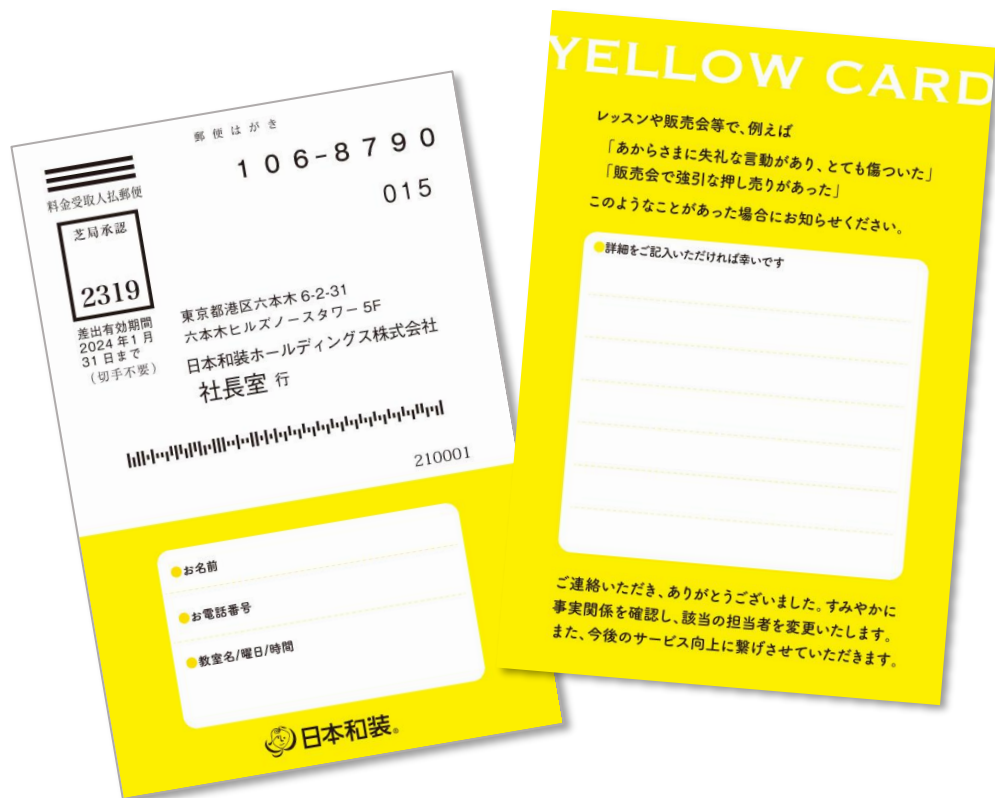 郵便はがき
106-8790
015
料金受取人払郵便
芝局承認
2319
差出有効期間
2024年1月
31日まで
(切手不要)
東京都港区六本木6-2-31
六本木ヒルズノースタワー5F
日本和装ホールディングス株式会社
社長室 行
210001
●お名前
●お電話番号
●教室名/曜日/時間
日本和装®
YELLOW CARD
レッスンや販売会等で、例えば
「あからさまに失礼な言動があり、とても傷ついた」
「販売会で強引な押し売りがあった」
このようなことがあった場合にお知らせください。
●詳細をご記入いただければ幸いです
ご連絡いただき、ありがとうございました。すみやかに
事実関係を確認し、該当の担当者を変更いたします。
また、今後のサービス向上に繋げさせていただきます。